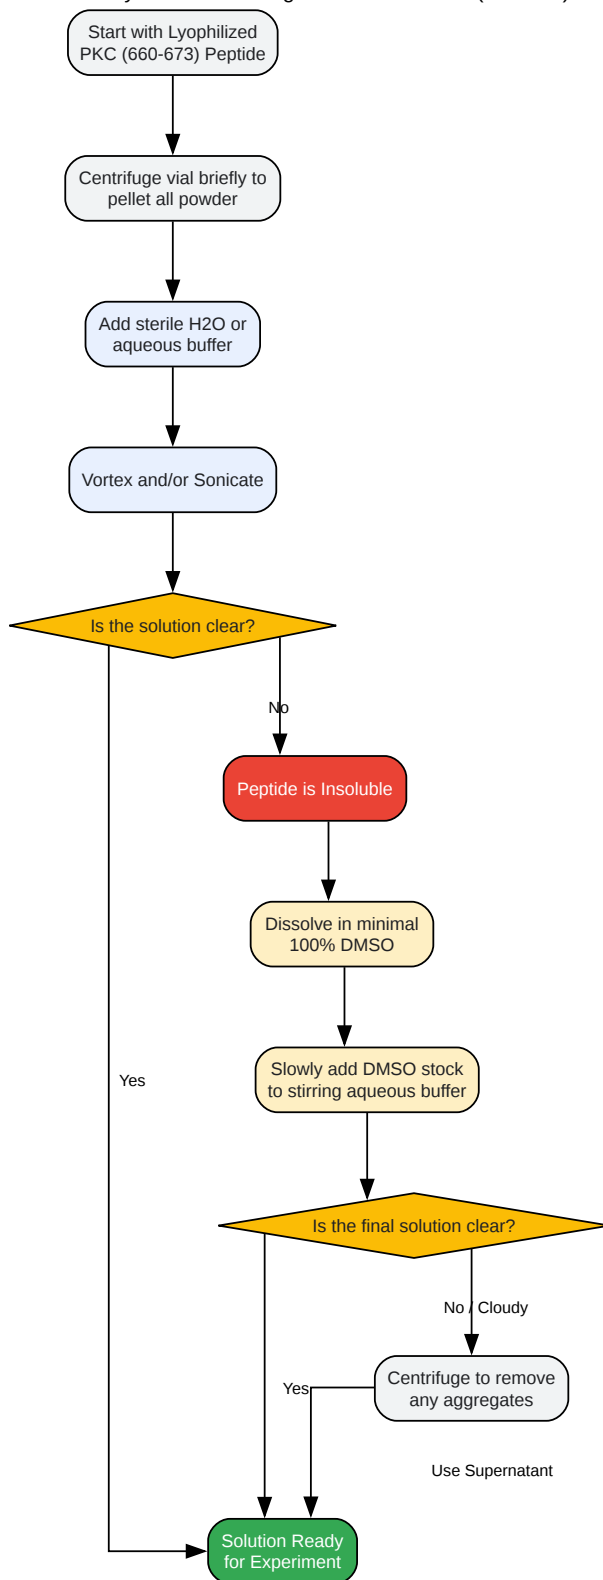 Start with Lyophilized
PKC (660-673) Peptide
Centrifuge vial briefly to
pellet all powder
Add sterile H2O or
aqueous buffer
Vortex and/or Sonicate
Is the solution clear?
No
Peptide is Insoluble
Dissolve in minimal
100% DMSO
Yes
Slowly add DMSO stock
to stirring aqueous buffer
Is the final solution clear?
No / Cloudy
Centrifuge to remove
any aggregates
Yes
Use Supernatant
Solution Ready
for Experiment